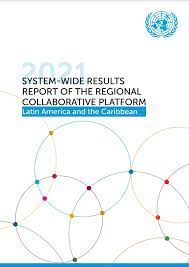 2021
SYSTEM-WIDE RESULTS
REPORT OF THE REGIONAL
COLLABORATIVE PLATFORM
Latin America and the Caribbean